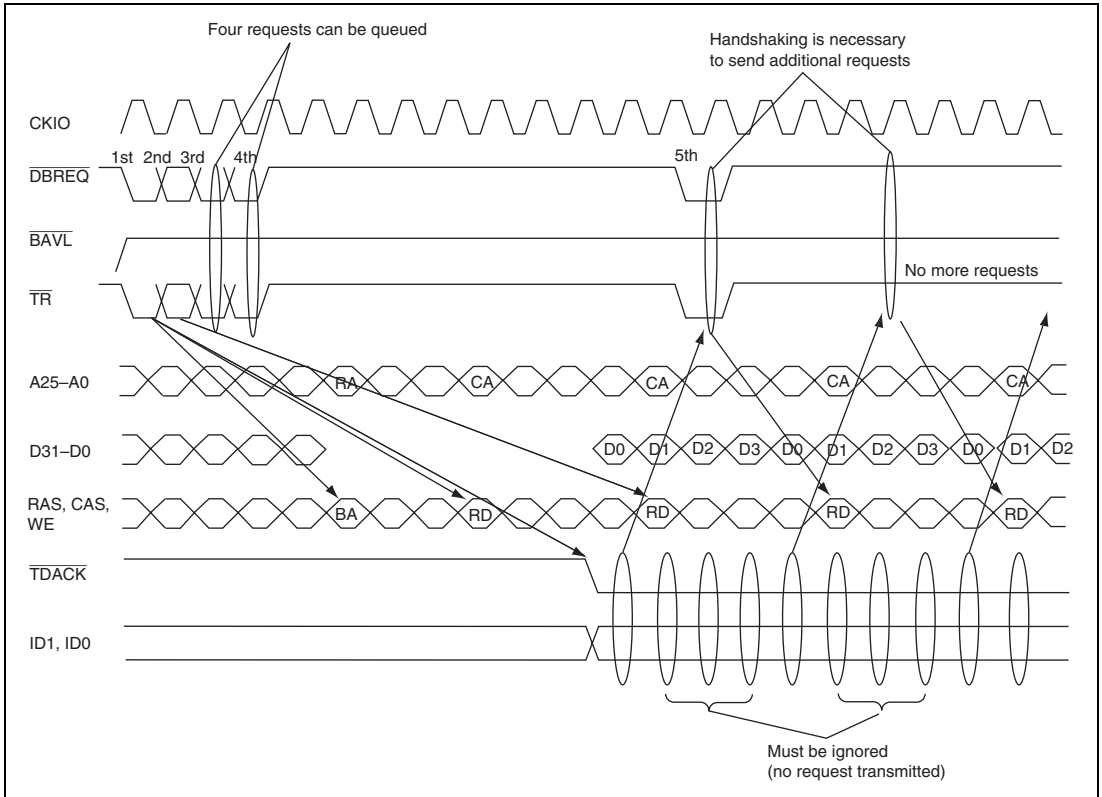 Four requests can be queued
Handshaking is necessary
to send additional requests
CKIO
1st 2nd 3rd 4th 5th
DBREQ
BAVL
TR
No more requests
A25–A0 RA CA CA CA CA
D31–D0 D0 D1 D2 D3 D0 D1 D2 D3 D0 D1 D2
RAS, CAS,
WE BA RD RD RD RD
TDACK
ID1, ID0
Must be ignored
(no request transmitted)